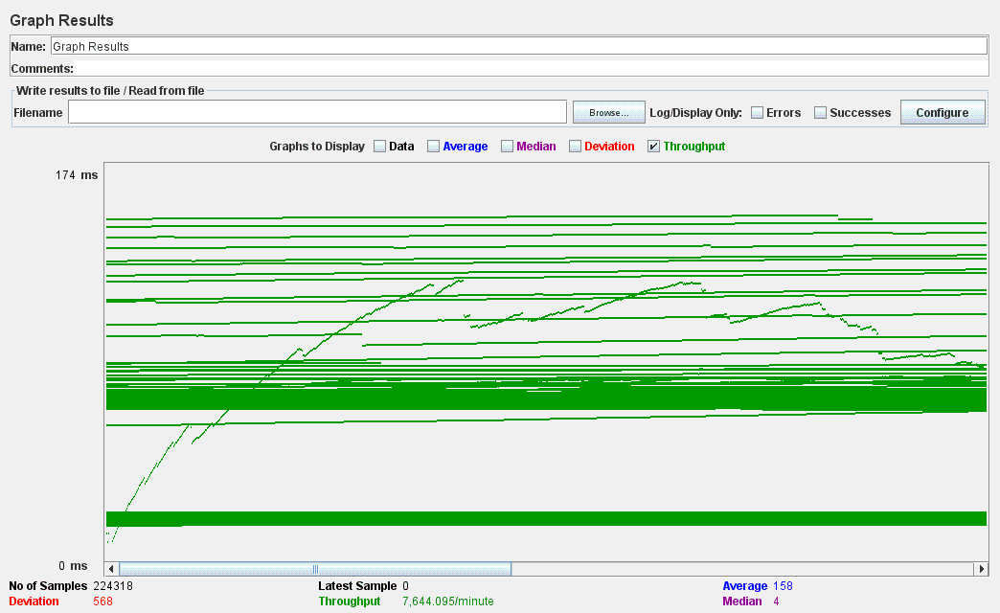 Graph Results
Name: Graph Results
Comments:
Write results to file / Read from file
Filename Browse... Log/Display Only: Errors Successes Configure
Graphs to Display Data Average Median Deviation Throughput
174 ms
0 ms
No of Samples 224318 Latest Sample 0 Average 158
Deviation 568 Throughput 7,644.095/minute Median 4